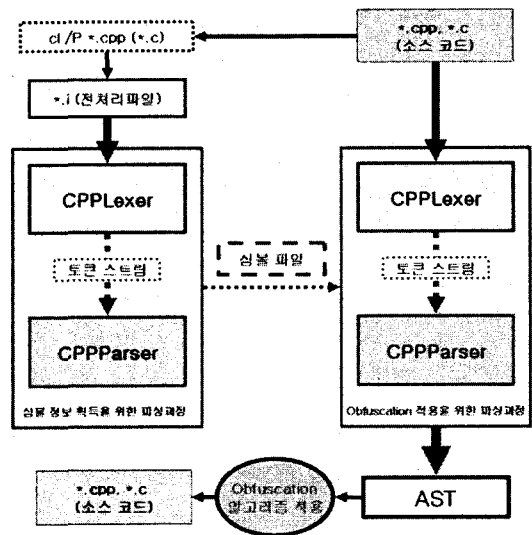 cl /P *.cpp (*.c)
*.cpp, *.c
(소스 코드)
*.i (전처리파일)
CPPLexer
토큰 스트림
CPPParser
심볼 정보 획득을 위한 파싱과정
심볼 파일
CPPLexer
토큰 스트림
CPPParser
Obfuscation 적용을 위한 파싱과정
*.cpp, *.c
(소스 코드)
Obfuscation
알고리즘 적용
AST